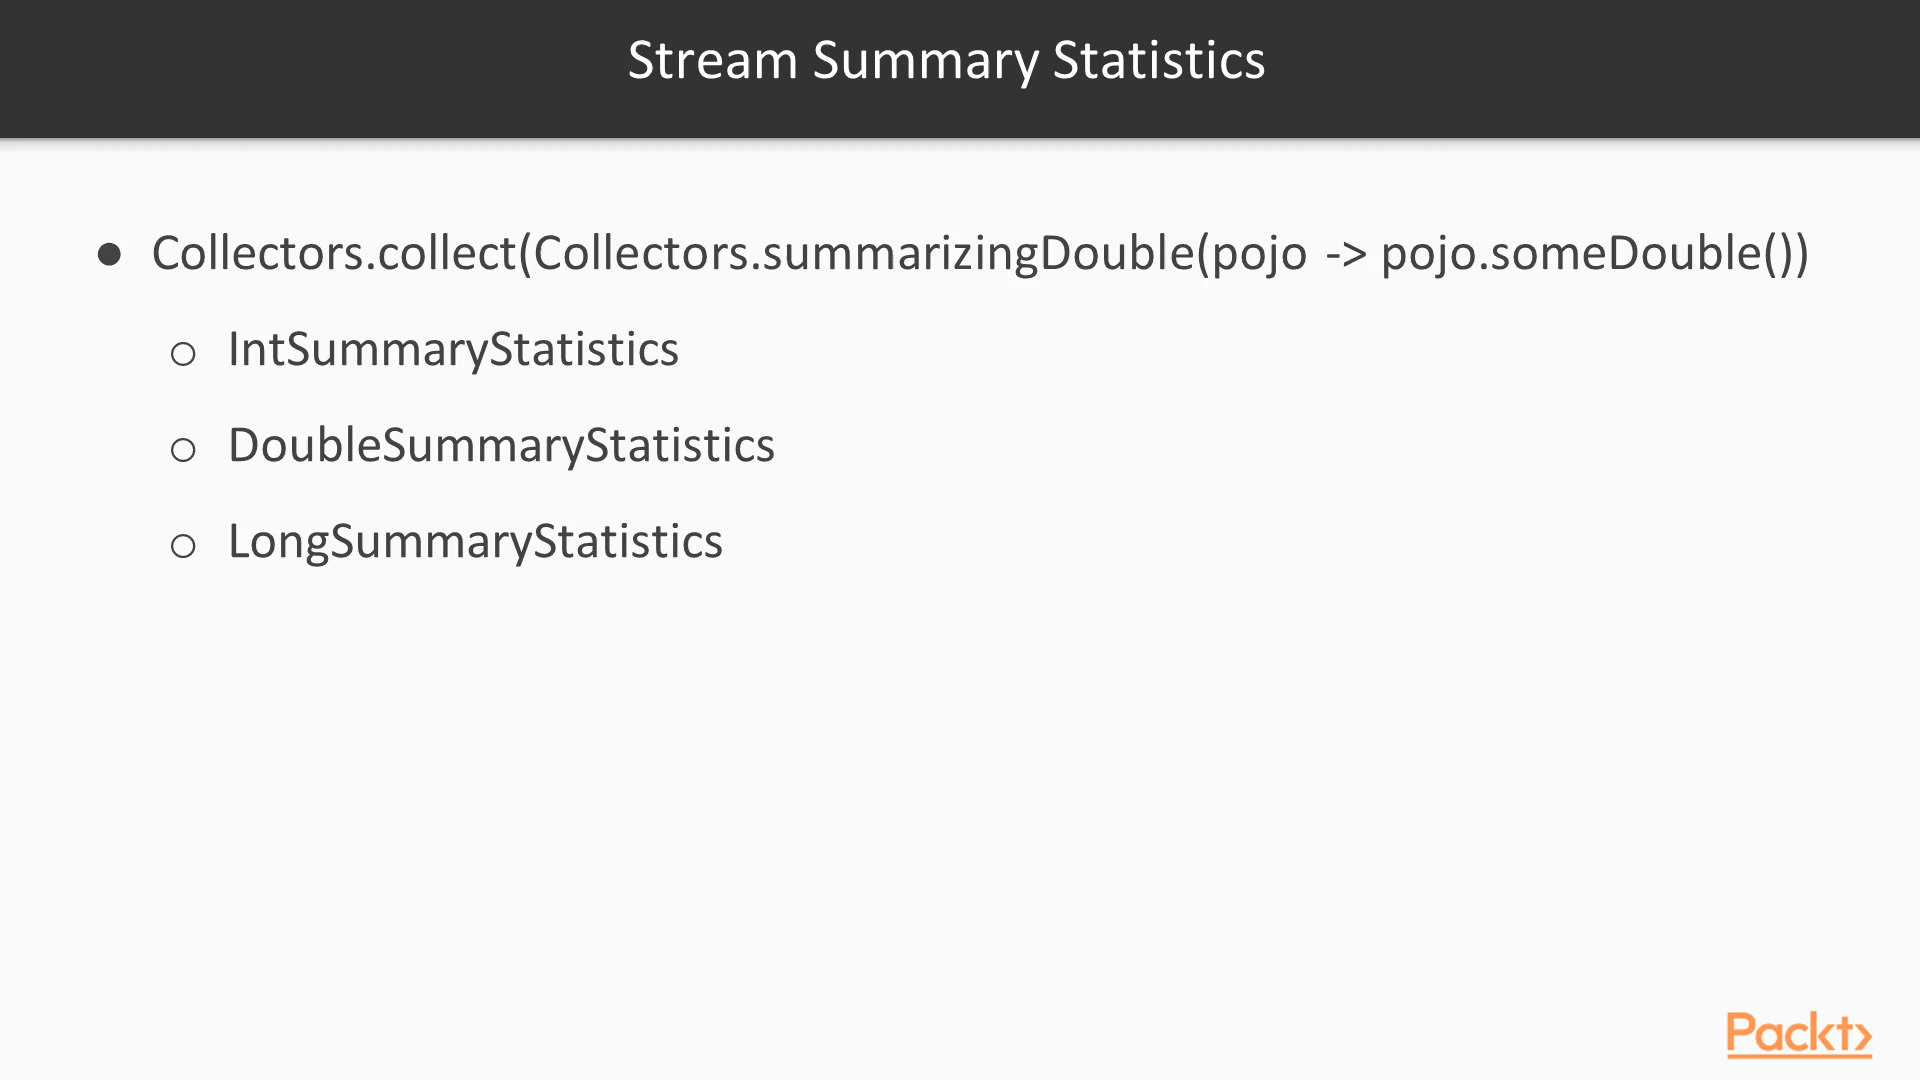 Stream Summary Statistics
● Collectors.collect(Collectors.summarizingDouble(pojo -> pojo.someDouble())
○ IntSummaryStatistics
○ DoubleSummaryStatistics
○ LongSummaryStatistics
Packt>